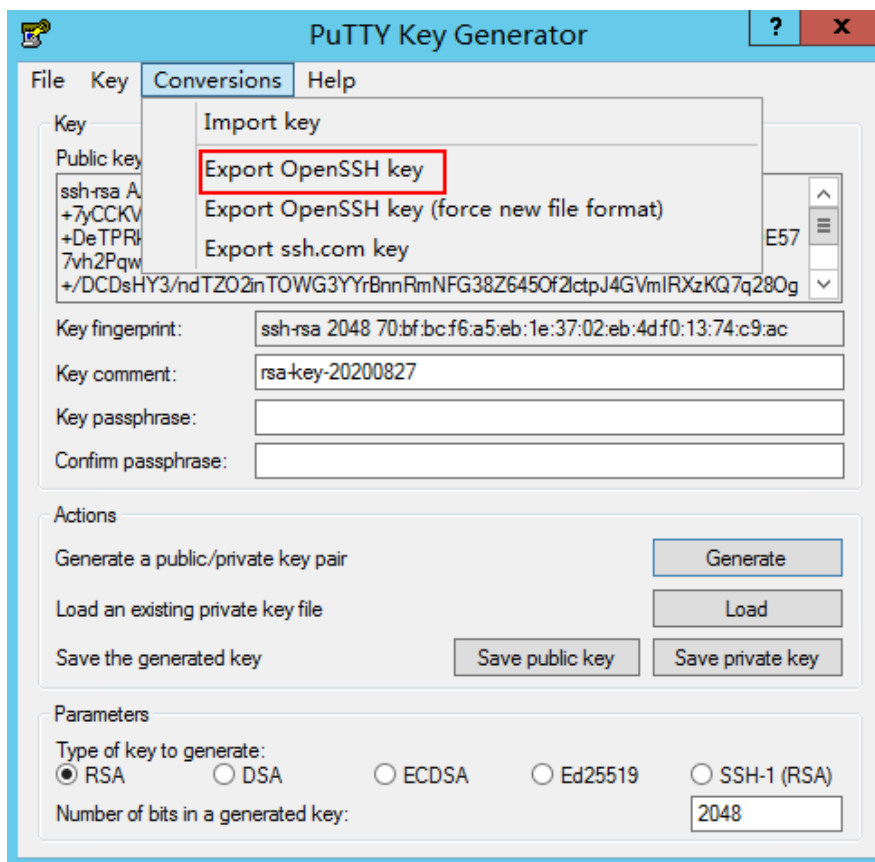 PuTTY Key Generator
? x
File Key Conversions Help
Import key
Key
Export OpenSSH key
Public key
ssh-rsa A
Export OpenSSH key (force new file format)
+7yCCKV
+DeTPR
E57
Export ssh.com key
7vh2Pqw
+/DCDsHY3/ndTZO2inTOWG3YYrBnnRmNFG38Z645Of2lctpJ4GVmIRXzKQ7q28Og
Key fingerprint: ssh-rsa 2048 70:bf:bc:f6:a5:eb:1e:37:02:eb:4d:f0:13:74:c9:ac
Key comment: rsa-key-20200827
Key passphrase:
Confirm passphrase:
Actions
Generate a public/private key pair Generate
Load an existing private key file Load
Save the generated key Save public key Save private key
Parameters
Type of key to generate:
RSA DSA ECDSA Ed25519 SSH-1 (RSA)
Number of bits in a generated key: 2048